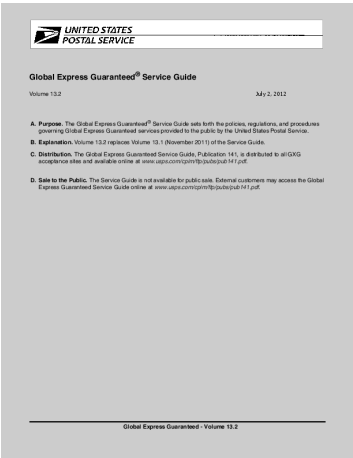 UNITED STATES
POSTAL SERVICE
Global Express Guaranteed® Service Guide
Volume 13.2 July 2, 2012
A. Purpose. The Global Express Guaranteed® Service Guide sets forth the policies, regulations, and procedures
governing Global Express Guaranteed services provided to the public by the United States Postal Service.
B. Explanation. Volume 13.2 replaces Volume 13.1 (November 2011) of the Service Guide.
C. Distribution. The Global Express Guaranteed Service Guide, Publication 141, is distributed to all GXG
acceptance sites and available online at www.usps.com/cpim/ftp/pubs/pub141.pdf.
D. Sale to the Public. The Service Guide is not available for public sale. External customers may access the Global
Express Guaranteed Service Guide online at www.usps.com/cpim/ftp/pubs/pub141.pdf.
Global Express Guaranteed - Volume 13.2